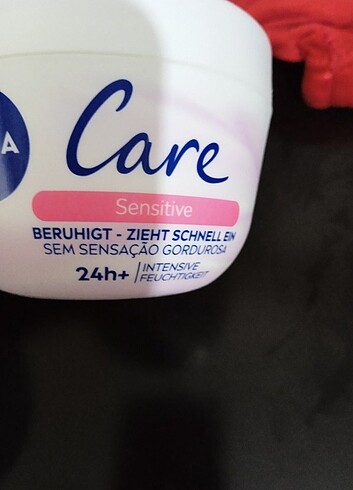 A
Care
Sensitive
BERUHIGT - ZIEHT SCHNELL EIN
SEM SENSAÇÃO GORDUROSA
24h+ INTENSIVE
FEUCHTIGKEIT